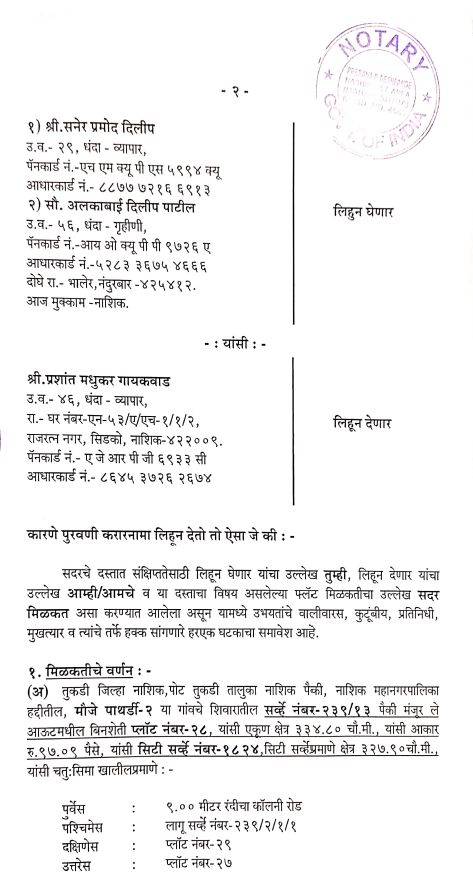 NOTARY
GOVT. OF INDIA
- २ -
१) श्री.सनेर प्रमोद दिलीप
उ.व.- २९, धंदा - व्यापार,
पॅनकार्ड नं.-एच एम क्यू पी एस ५९९४ क्यू
आधारकार्ड नं.- ८८७७ ७२१६ ६९१३
२) सौ. अलकाबाई दिलीप पाटील
उ.व.- ५६, धंदा - गृहीणी,
पॅनकार्ड नं.-आय ओ क्यू पी पी ९७२६ ए
आधारकार्ड नं.-५२८३ ३६७५ ४६६६
दोघे रा.- भालेर,नंदुरबार -४२५४१२.
आज मुक्काम -नाशिक.
लिहुन घेणार
- : यांसी : -
श्री.प्रशांत मधुकर गायकवाड
उ.व.- ४६, धंदा - व्यापार,
रा.- घर नंबर-एन-५३/ए/एच-१/१/२,
राजरत्न नगर, सिडको, नाशिक-४२२००९.
पॅनकार्ड नं.- ए जे आर पी जी ६९३३ सी
आधारकार्ड नं.- ८६४५ ३७२६ २६७४
लिहून देणार
कारणे पुरवणी करारनामा लिहून देतो तो ऐसा जे की : -
सदरचे दस्तात संक्षिप्ततेसाठी लिहून घेणार यांचा उल्लेख तुम्ही, लिहून देणार यांचा
उल्लेख आम्ही/आमचे व या दस्ताचा विषय असलेल्या प्लॅट मिळकतीचा उल्लेख सदर
मिळकत असा करण्यात आलेला असून यामध्ये उभयतांचे वालीवारस, कुटूंबीय, प्रतिनिधी,
मुखत्यार व त्यांचे तर्फे हक्क सांगणारे हरएक घटकाचा समावेश आहे.
१. मिळकतीचे वर्णन : -
(अ) तुकडी जिल्हा नाशिक,पोट तुकडी तालुका नाशिक पैकी, नाशिक महानगरपालिका
हद्दीतील, मौजे पाथर्डी-२ या गांवचे शिवारातील सर्व्हे नंबर-२३९/१३ पैकी मंजूर ले
आऊटमधील बिनशेती प्लॉट नंबर-२८, यांसी एकूण क्षेत्र ३३४.८० चौ.मी., यांसी आकार
रु.९७.०९ पैसे, यांसी सिटी सर्व्हे नंबर-१८२४,सिटी सर्व्हेप्रमाणे क्षेत्र ३२७.९०चौ.मी.,
यांसी चतु:सिमा खालीलप्रमाणे : -
पुर्वेस : ९.०० मीटर रंदीचा कॉलनी रोड
पश्चिमेस : लागू सर्व्हे नंबर-२३९/२/१/१
दक्षिणेस : प्लॉट नंबर-२९
उत्तरेस : प्लॉट नंबर-२७